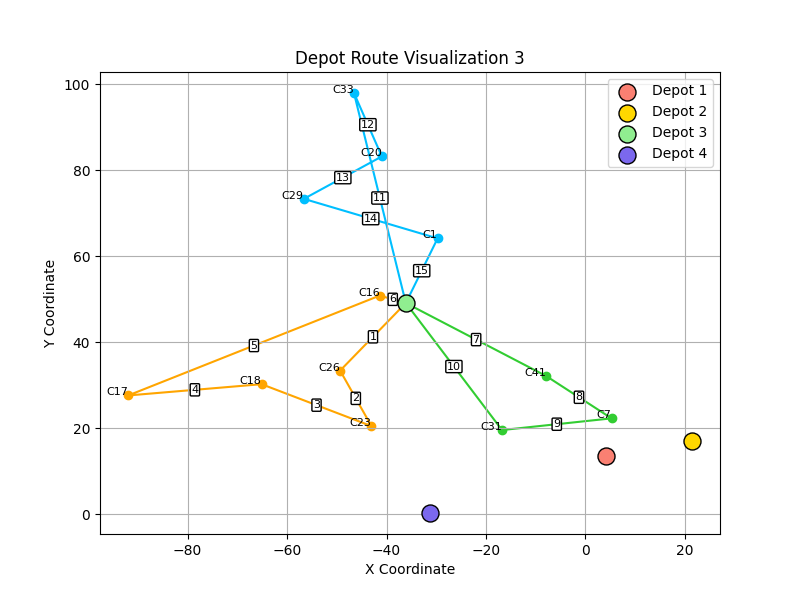 Depot Route Visualization 3
Depot 1
Depot 2
Depot 3
Depot 4
100
80
60
40
20
0
Y Coordinate
C33
12
C20
13
C29
11
14
C1
15
C16
6
1
7
5
10
C26
C41
C18
4
C17
2
8
3
C7
C23
9
C31
−80
−60
−40
−20
0
20
X Coordinate